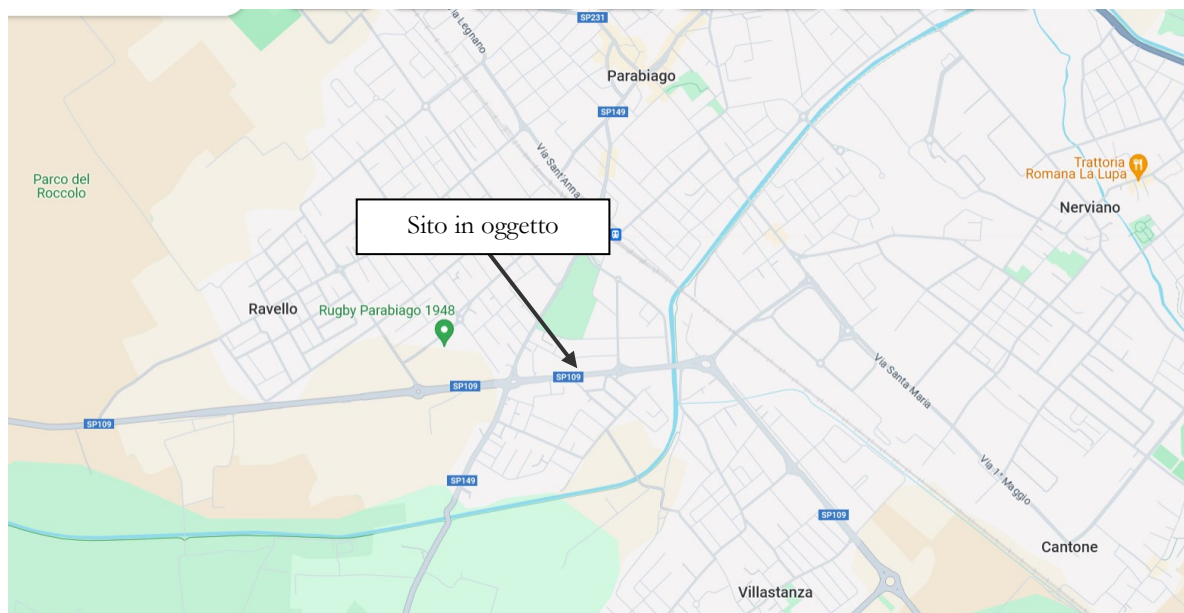 SP231
Via Legnano
Parabiago
SP149
Via Sant'Anna
Trattoria
Romana La Lupa
Parco del
Roccolo
Nerviano
Sito in oggetto
Ravello
Rugby Parabiago 1948
SP109
SP109
SP109
Via Santa Maria
Via 1° Maggio
SP149
SP109
Cantone
Villastanza